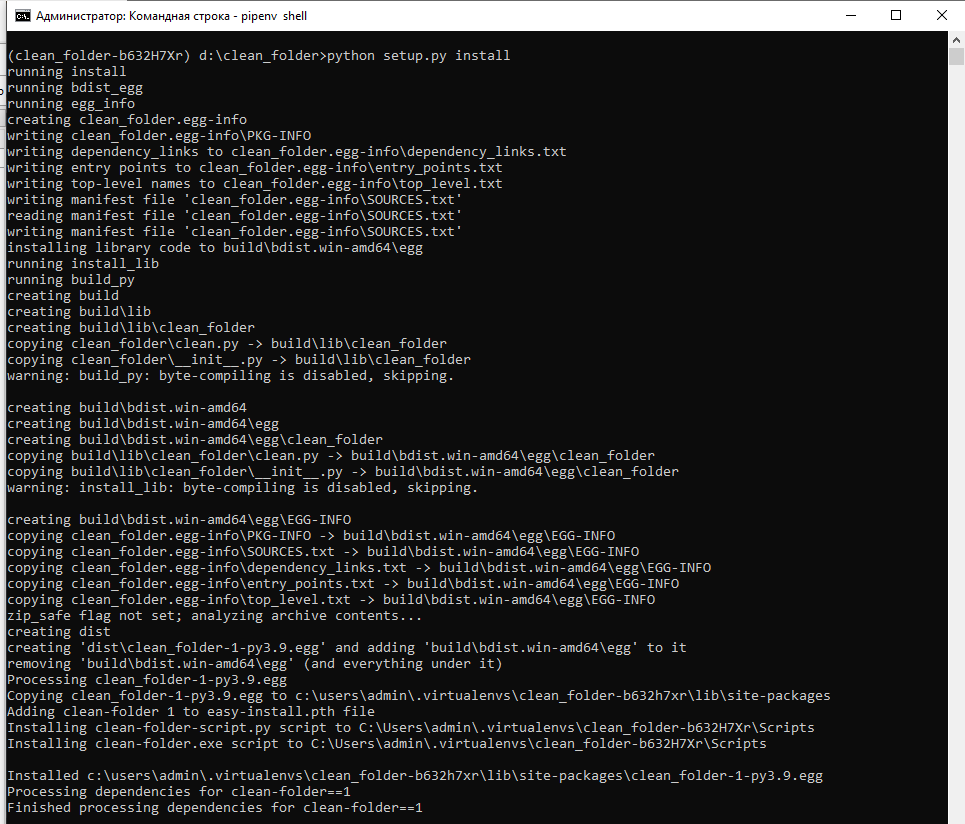 Администратор: Командная строка - pipenv shell
(clean_folder-b632H7Xr) d:\clean_folder>python setup.py install
running install
running bdist_egg
running egg_info
creating clean_folder.egg-info
writing clean_folder.egg-info\PKG-INFO
writing dependency_links to clean_folder.egg-info\dependency_links.txt
writing entry points to clean_folder.egg-info\entry_points.txt
writing top-level names to clean_folder.egg-info\top_level.txt
writing manifest file 'clean_folder.egg-info\SOURCES.txt'
reading manifest file 'clean_folder.egg-info\SOURCES.txt'
writing manifest file 'clean_folder.egg-info\SOURCES.txt'
installing library code to build\bdist.win-amd64\egg
running install_lib
running build_py
creating build
creating build\lib
creating build\lib\clean_folder
copying clean_folder\clean.py -> build\lib\clean_folder
copying clean_folder\__init__.py -> build\lib\clean_folder
warning: build_py: byte-compiling is disabled, skipping.
creating build\bdist.win-amd64
creating build\bdist.win-amd64\egg
creating build\bdist.win-amd64\egg\clean_folder
copying build\lib\clean_folder\clean.py -> build\bdist.win-amd64\egg\clean_folder
copying build\lib\clean_folder\__init__.py -> build\bdist.win-amd64\egg\clean_folder
warning: install_lib: byte-compiling is disabled, skipping.
creating build\bdist.win-amd64\egg\EGG-INFO
copying clean_folder.egg-info\PKG-INFO -> build\bdist.win-amd64\egg\EGG-INFO
copying clean_folder.egg-info\SOURCES.txt -> build\bdist.win-amd64\egg\EGG-INFO
copying clean_folder.egg-info\dependency_links.txt -> build\bdist.win-amd64\egg\EGG-INFO
copying clean_folder.egg-info\entry_points.txt -> build\bdist.win-amd64\egg\EGG-INFO
copying clean_folder.egg-info\top_level.txt -> build\bdist.win-amd64\egg\EGG-INFO
zip_safe flag not set; analyzing archive contents...
creating dist
creating 'dist\clean_folder-1-py3.9.egg' and adding 'build\bdist.win-amd64\egg' to it
removing 'build\bdist.win-amd64\egg' (and everything under it)
Processing clean_folder-1-py3.9.egg
Copying clean_folder-1-py3.9.egg to c:\users\admin\.virtualenvs\clean_folder-b632h7xr\lib\site-packages
Adding clean-folder 1 to easy-install.pth file
Installing clean-folder-script.py script to C:\Users\admin\.virtualenvs\clean_folder-b632H7Xr\Scripts
Installing clean-folder.exe script to C:\Users\admin\.virtualenvs\clean_folder-b632H7Xr\Scripts
Installed c:\users\admin\.virtualenvs\clean_folder-b632h7xr\lib\site-packages\clean_folder-1-py3.9.egg
Processing dependencies for clean-folder==1
Finished processing dependencies for clean-folder==1